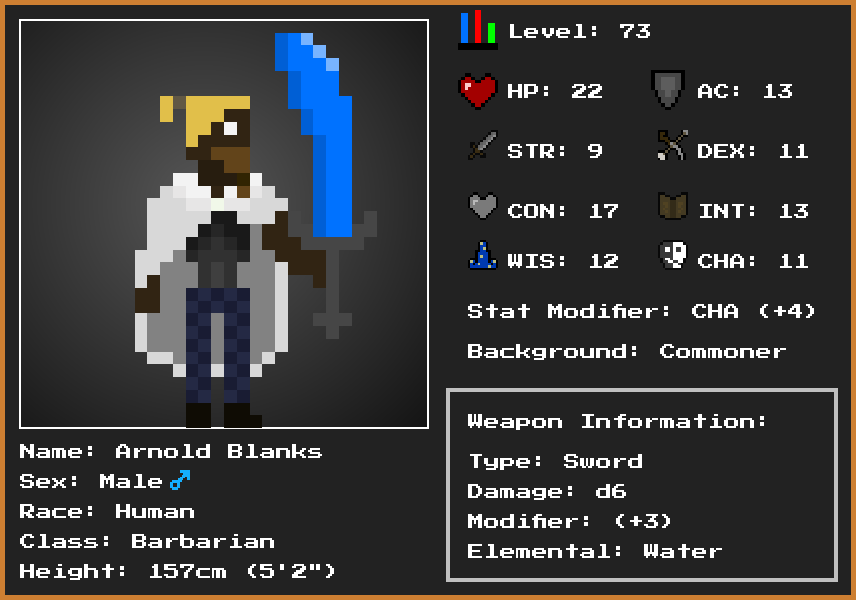 Level: 73
HP: 22
AC: 13
STR: 9
DEX: 11
CON: 17
INT: 13
WIS: 12
CHA: 11
Stat Modifier: CHA (+4)
Background: Commoner
Weapon Information:
Type: Sword
Damage: d6
Modifier: (+3)
Elemental: Water
Name: Arnold Blanks
Sex: Male♂
Race: Human
Class: Barbarian
Height: 157cm (5'2")